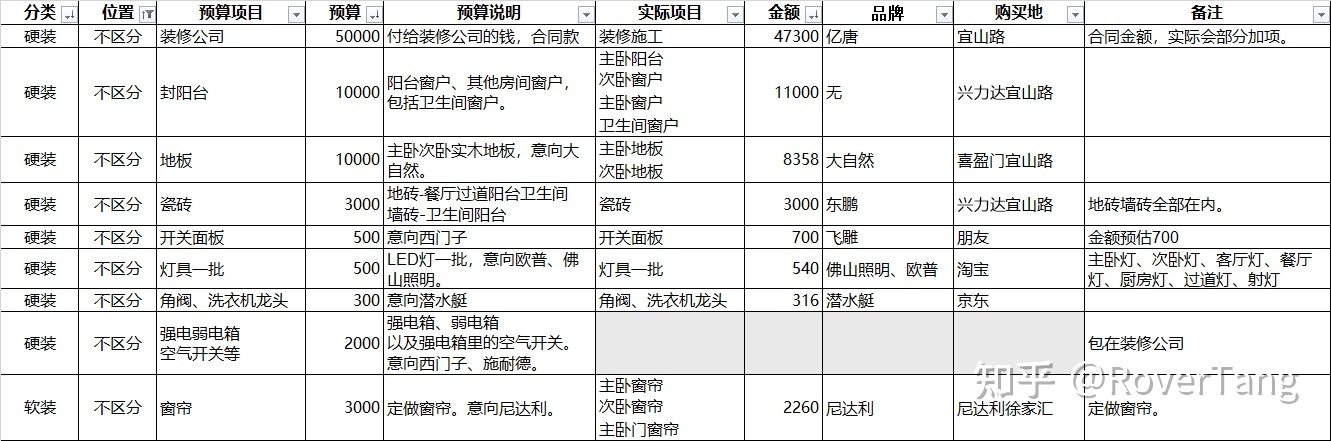 分类 位置 预算项目 预算 预算说明 实际项目 金额 品牌 购买地 备注
硬装 不区分 装修公司 50000 付给装修公司的钱，合同款 装修施工 47300 亿唐 宜山路 合同金额，实际会部分加项。
硬装 不区分 封阳台 10000 阳台窗户、其他房间窗户，
包括卫生间窗户。
主卧阳台
次卧窗户
主卧窗户
卫生间窗户
11000 无 兴力达宜山路
硬装 不区分 地板 10000 主卧次卧实木地板，意向大
自然。
主卧地板
次卧地板
8358 大自然 喜盈门宜山路
硬装 不区分 瓷砖 3000 地砖-餐厅过道阳台卫生间
墙砖-卫生间阳台
瓷砖 3000 东鹏 兴力达宜山路 地砖墙砖全部在内。
硬装 不区分 开关面板 500 意向西门子 开关面板 700 飞雕 朋友 金额预估700
硬装 不区分 灯具一批 500 LED灯一批，意向欧普、佛
山照明。
灯具一批 540 佛山照明、欧普 淘宝 主卧灯、次卧灯、客厅灯、餐厅
灯、厨房灯、过道灯、射灯
硬装 不区分 角阀、洗衣机龙头 300 意向潜水艇 角阀、洗衣机龙头 316 潜水艇 京东
硬装 不区分 强电弱电箱
空气开关等
2000 强电箱、弱电箱
以及强电箱里的空气开关。
意向西门子、施耐德。
包在装修公司
软装 不区分 窗帘 3000 定做窗帘。意向尼达利。 主卧窗帘
次卧窗帘
主卧门窗帘
2260 尼达利 尼达利徐家汇 定做窗帘。
知乎 @RoverTang